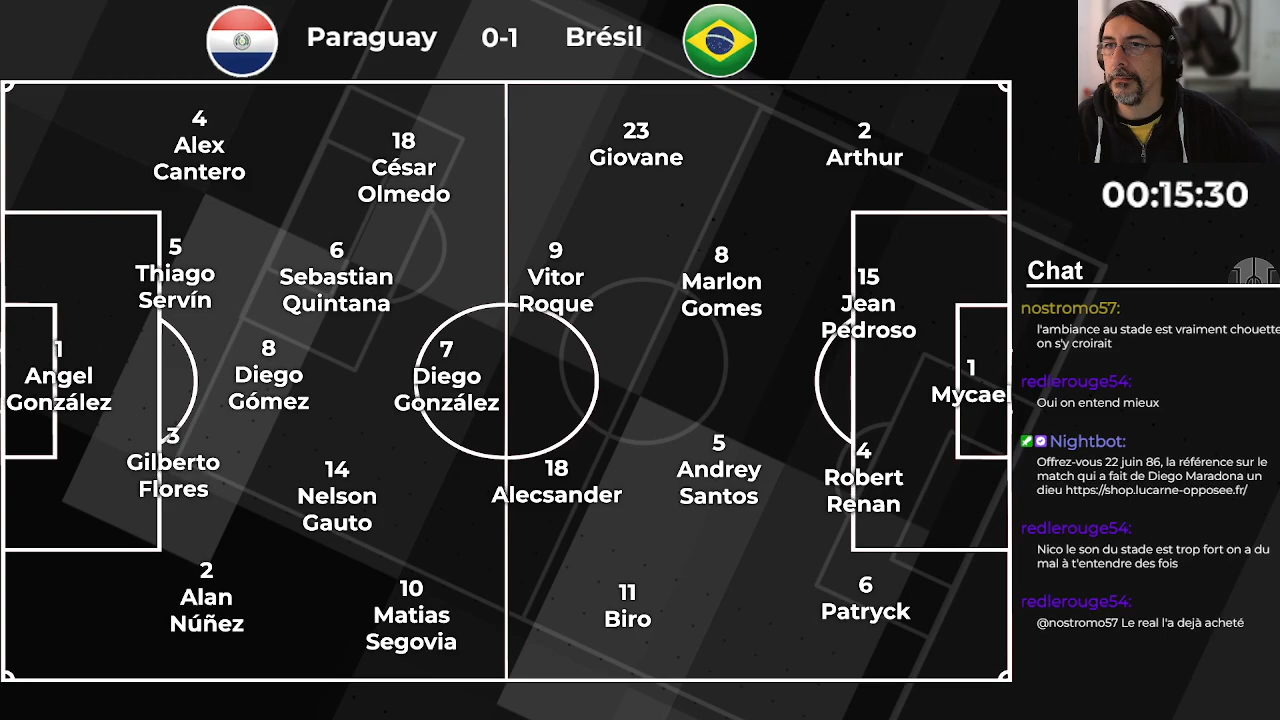 Paraguay 0-1 Brésil
4
Alex
Cantero
18
César
Olmedo
5
Thiago
Servín
6
Sebastian
Quintana
1
Angel
González
8
Diego
Gómez
7
Diego
González
3
Gilberto
Flores
14
Nelson
Gauto
2
Alan
Núñez
10
Matias
Segovia
23
Giovane
2
Arthur
9
Vitor
Roque
8
Marlon
Gomes
15
Jean
Pedroso
1
Mycael
18
Alecsander
5
Andrey
Santos
4
Robert
Renan
11
Biro
6
Patryck
00:15:30
Chat
nostromo57:
l'ambiance au stade est vraiment chouette
on s'y croirait
redlerouge54:
Oui on entend mieux
Nightbot:
Offrez-vous 22 juin 86, la référence sur le
match qui a fait de Diego Maradona un
dieu https://shop.lucarne-opposee.fr/
redlerouge54:
Nico le son du stade est trop fort on a du
mal à t'entendre des fois
redlerouge54:
@nostromo57 Le real l'a dejà acheté